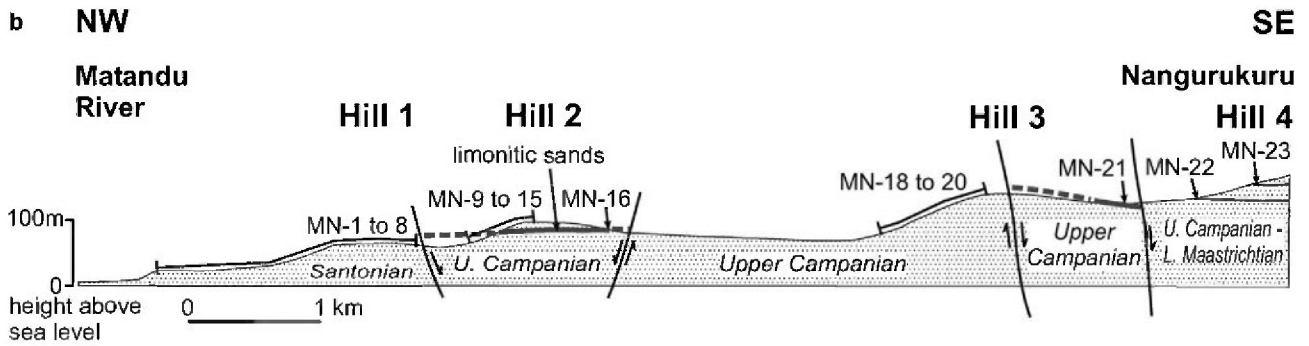 b NW SE
Matandu
River
Nangurukuru
Hill 1 Hill 2 Hill 3 Hill 4
limonitic sands
MN-23
MN-21 MN-22
MN-18 to 20
MN-9 to 15 MN-16
MN-1 to 8
100m
Upper
Campanian
U. Campanian -
L. Maastrichtian
Santonian U. Campanian Upper Campanian
0
height above
sea level
0 1 km